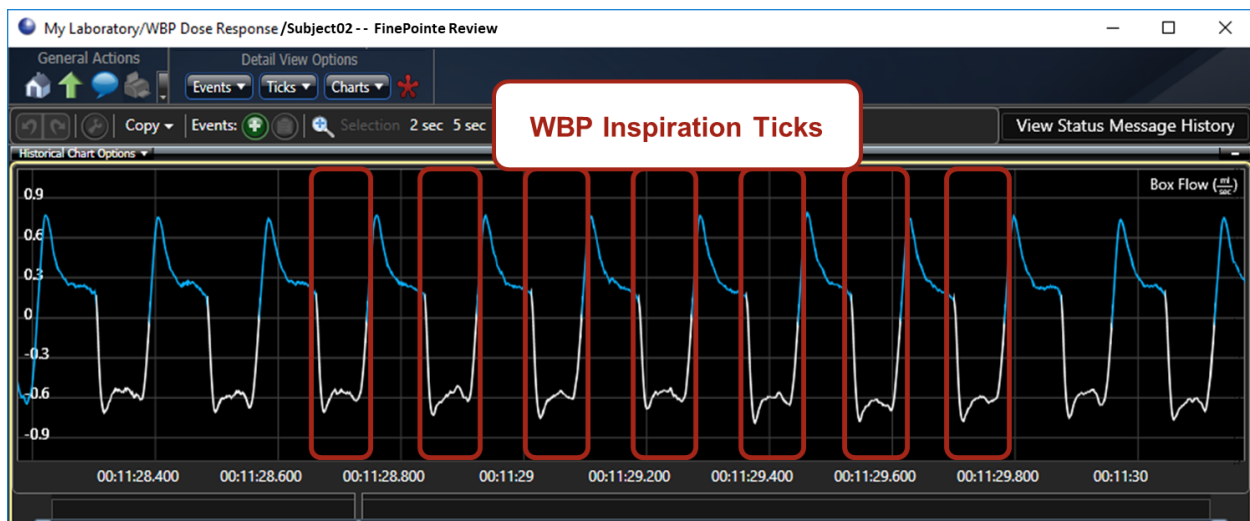 My Laboratory/WBP Dose Response/Subject02 -- FinePointe Review
General Actions
Detail View Options
Events
Ticks
Charts
Copy
Events:
Selection 2 sec 5 sec
WBP Inspiration Ticks
View Status Message History
Historical Chart Options
Box Flow (ml/sec)
0.9
0.6
0.3
0
-0.3
-0.6
-0.9
00:11:28.400 00:11:28.600 00:11:28.800 00:11:29 00:11:29.200 00:11:29.400 00:11:29.600 00:11:29.800 00:11:30